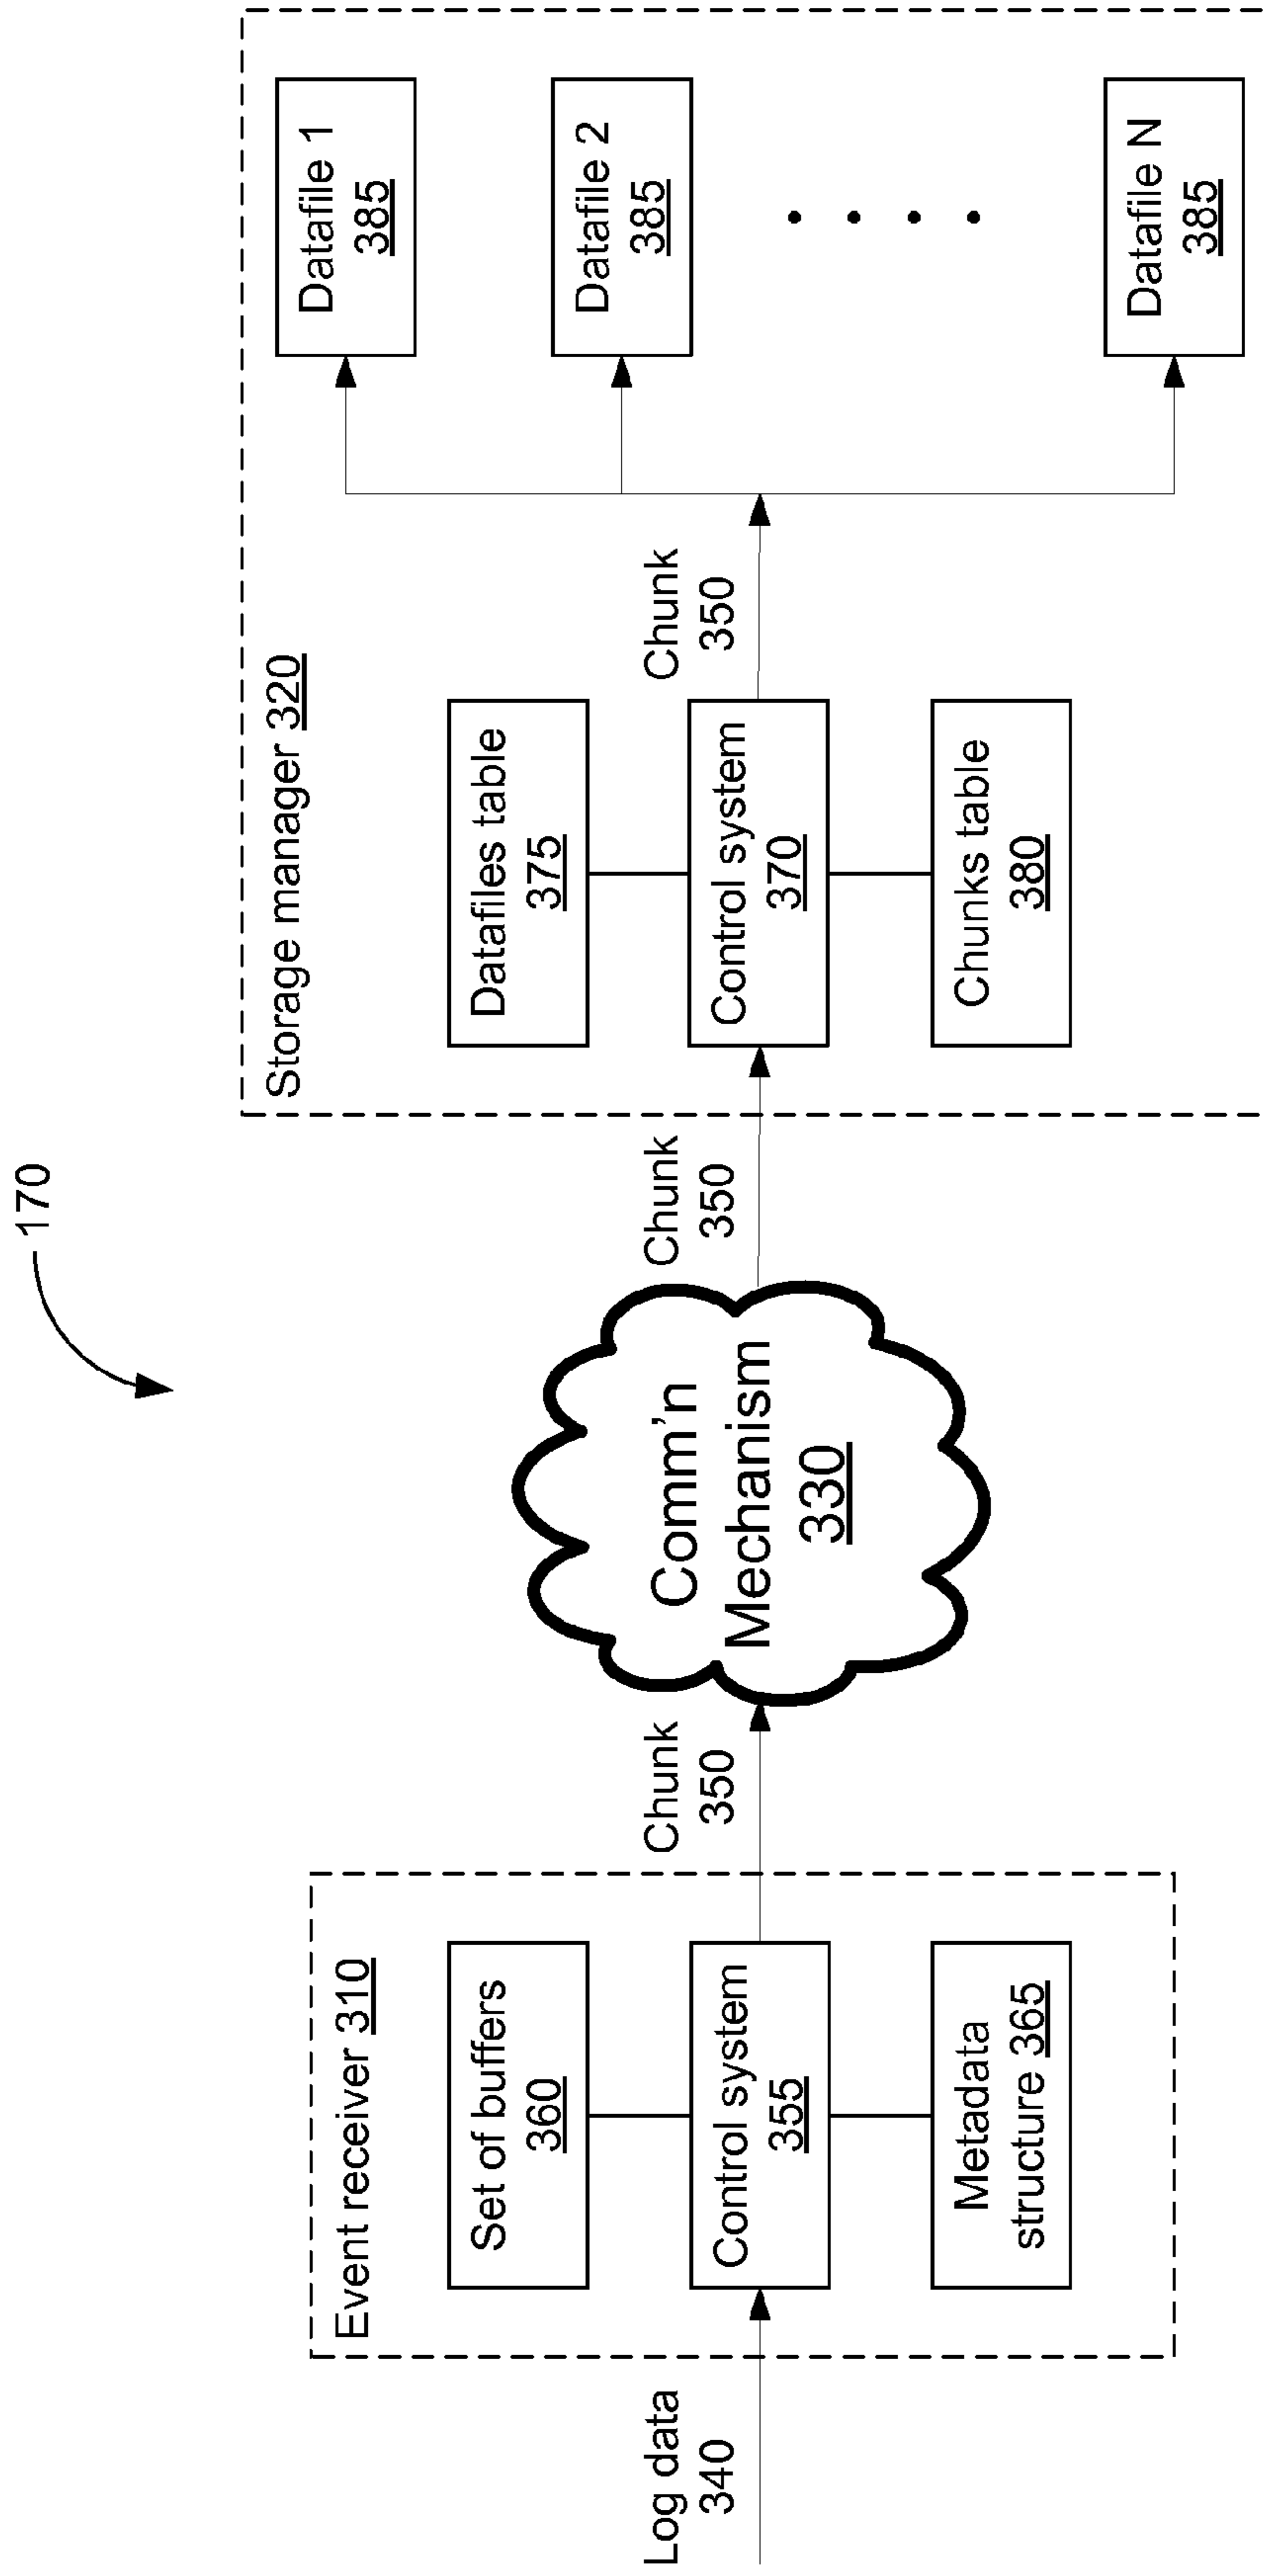 170
Event receiver 310
Storage manager 320
Log data
340
Set of buffers
360
Control system
355
Metadata
structure 365
Chunk
350
Comm'n
Mechanism
330
Chunk
350
Datafiles table
375
Control system
370
Chunks table
380
Chunk
350
Datafile 1
385
Datafile 2
385
Datafile N
385